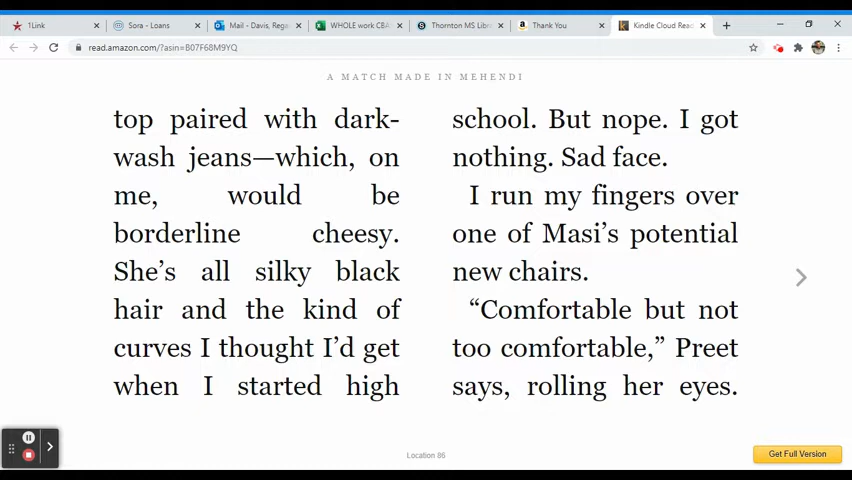 1Link
Sora - Loans
Mail - Davis, Rega
WHOLE work CBA
Thornton MS Libr
Thank You
Kindle Cloud Read
read.amazon.com/?asin=B07F68M9YQ
A MATCH MADE IN MEHENDI
top paired with dark-
wash jeans—which, on
me, would be
borderline cheesy.
She's all silky black
hair and the kind of
curves I thought I'd get
when I started high
school. But nope. I got
nothing. Sad face.
I run my fingers over
one of Masi's potential
new chairs.
“Comfortable but not
too comfortable,” Preet
says, rolling her eyes.
Location 86
Get Full Version